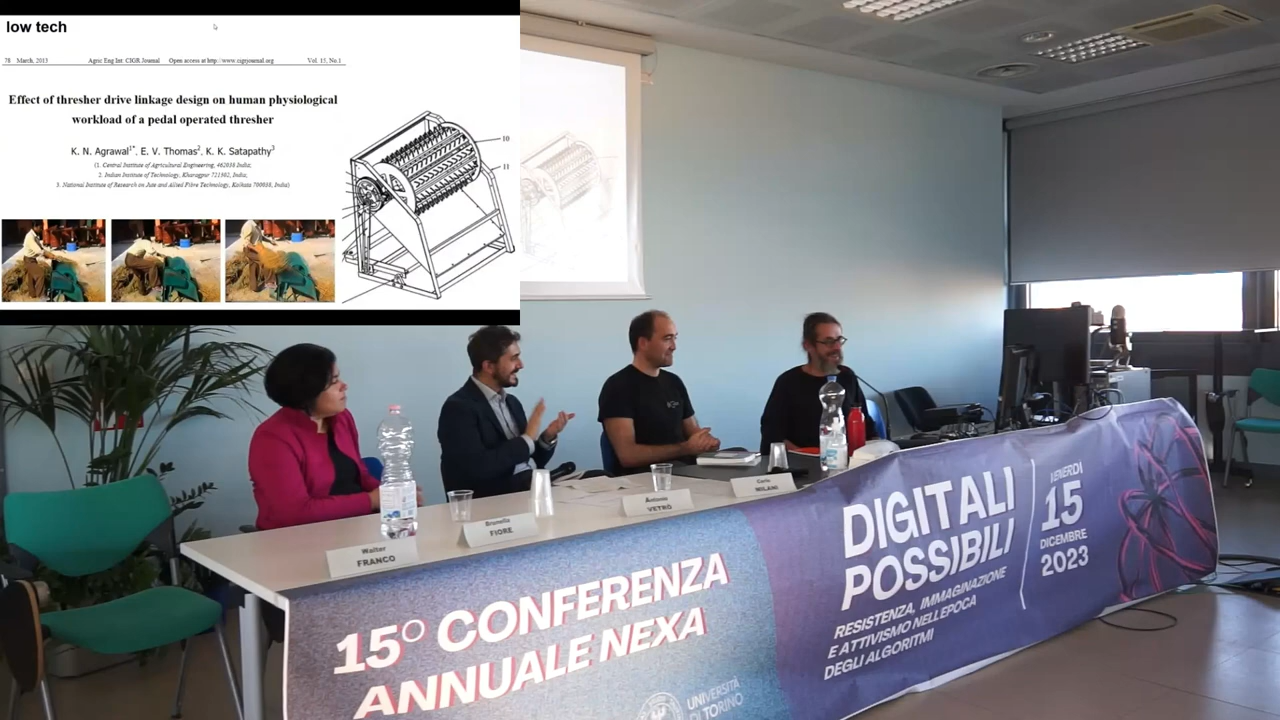 low tech
78 March, 2013 Agric Eng Int: CIGR Journal Open access at http://www.cigrjournal.org Vol. 15, No.1
Effect of thresher drive linkage design on human physiological
workload of a pedal operated thresher
K. N. Agrawal1*, E. V. Thomas2, K. K. Satapathy3
(1. Central Institute of Agricultural Engineering, 462038 India;
2. Indian Institute of Technology, Kharagpur 721302, India;
3. National Institute of Research on Jute and Allied Fibre Technology, Kolkata 700038, India)
10
11
Walter
FRANCO
Brunella
FIORE
Antonio
VETRÒ
Carlo
MILANI
15° CONFERENZA
ANNUALE NEXA
UNIVERSITÀ
DI TORINO
DIGITALI
POSSIBILI
RESISTENZA, IMMAGINAZIONE
E ATTIVISMO NELL'EPOCA
DEGLI ALGORITMI
VENERDÌ
15
DICEMBRE
2023